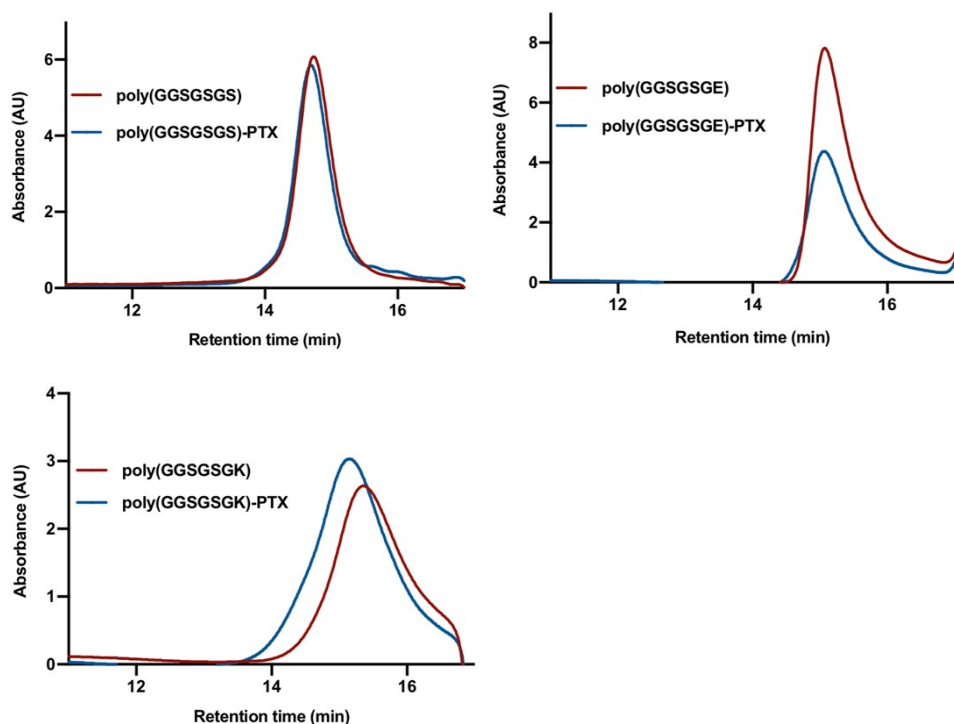 Absorbance (AU)
6
4
2
0
poly(GGSGSGS)
poly(GGSGSGS)-PTX
12
14
16
Retention time (min)
Absorbance (AU)
8
6
4
2
0
poly(GGSGSGE)
poly(GGSGSGE)-PTX
12
14
16
Retention time (min)
Absorbance (AU)
4
3
2
1
0
poly(GGSGSGK)
poly(GGSGSGK)-PTX
12
14
16
Retention time (min)